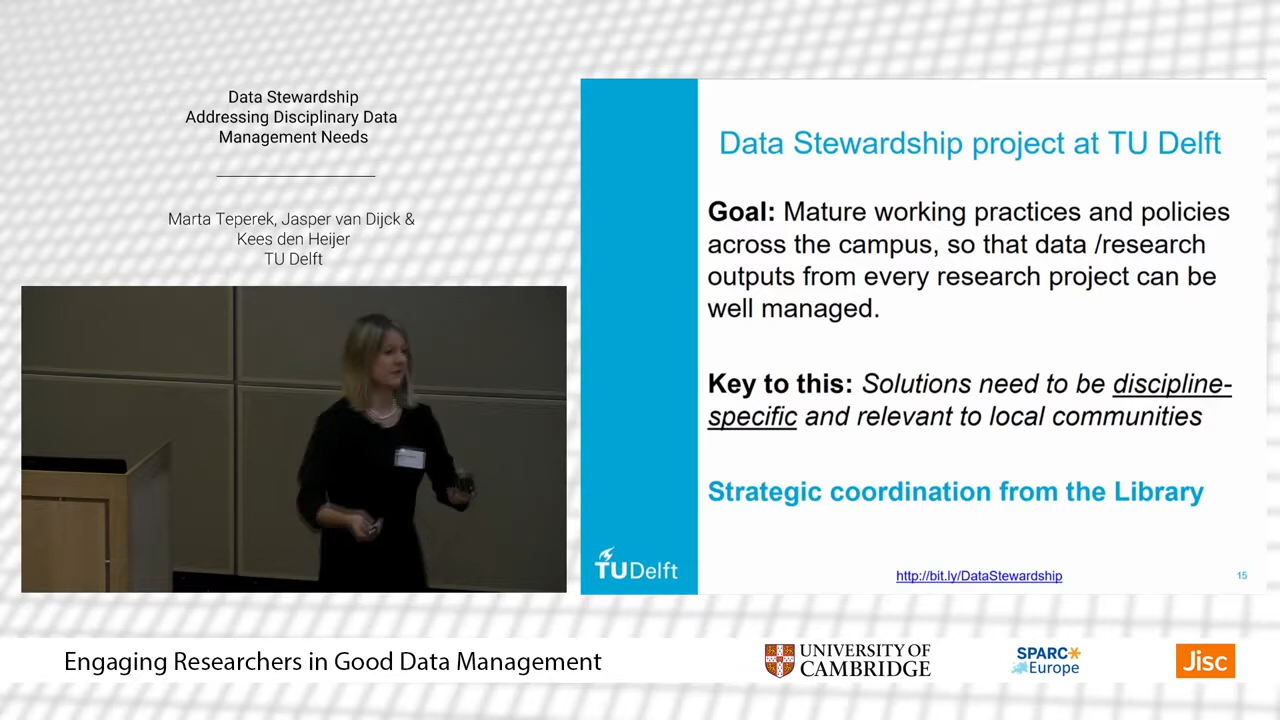 Data Stewardship
Addressing Disciplinary Data
Management Needs
Marta Teperek, Jasper van Dijck &
Kees den Heijer
TU Delft
Data Stewardship project at TU Delft
Goal: Mature working practices and policies
across the campus, so that data /research
outputs from every research project can be
well managed.
Key to this: Solutions need to be discipline-
specific and relevant to local communities
Strategic coordination from the Library
TUDelft
http://bit.ly/DataStewardship
15
Engaging Researchers in Good Data Management
UNIVERSITY OF
CAMBRIDGE
SPARC
Europe
Jisc